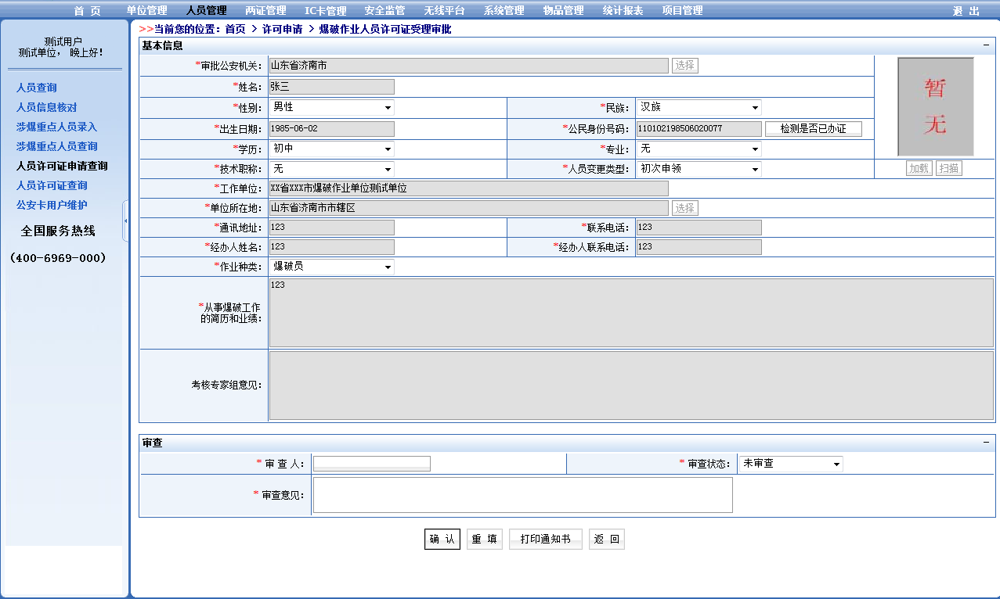 首 页 单位管理 人员管理 两证管理 IC卡管理 安全监管 无线平台 系统管理 物品管理 统计报表 项目管理 退 出
测试用户
测试单位， 晚上好！
人员查询
人员信息核对
涉爆重点人员录入
涉爆重点人员查询
人员许可证申请查询
人员许可证查询
公安卡用户维护
全国服务热线
(400-6969-000)
>>当前您的位置：首页 > 许可申请 > 爆破作业人员许可证受理审批
基本信息
*审批公安机关： 山东省济南市 选择
*姓名： 张三
*性别： 男性 *民族： 汉族
*出生日期： 1985-06-02 *公民身份号码： 110102198506020077 检测是否已办证
*学历： 初中 *专业： 无
*技术职称： 无 *人员变更类型： 初次申领
暂
无
加载 扫描
*工作单位： XX省XXX市爆破作业单位测试单位
*单位所在地： 山东省济南市市辖区 选择
*通讯地址： 123 *联系电话： 123
*经办人姓名： 123 *经办人联系电话： 123
*作业种类： 爆破员
*从事爆破工作
的简历和业绩：
123
考核专家组意见：
审查
* 审 查 人： * 审查状态： 未审查
* 审查意见：
确 认 重 填 打印通知书 返 回